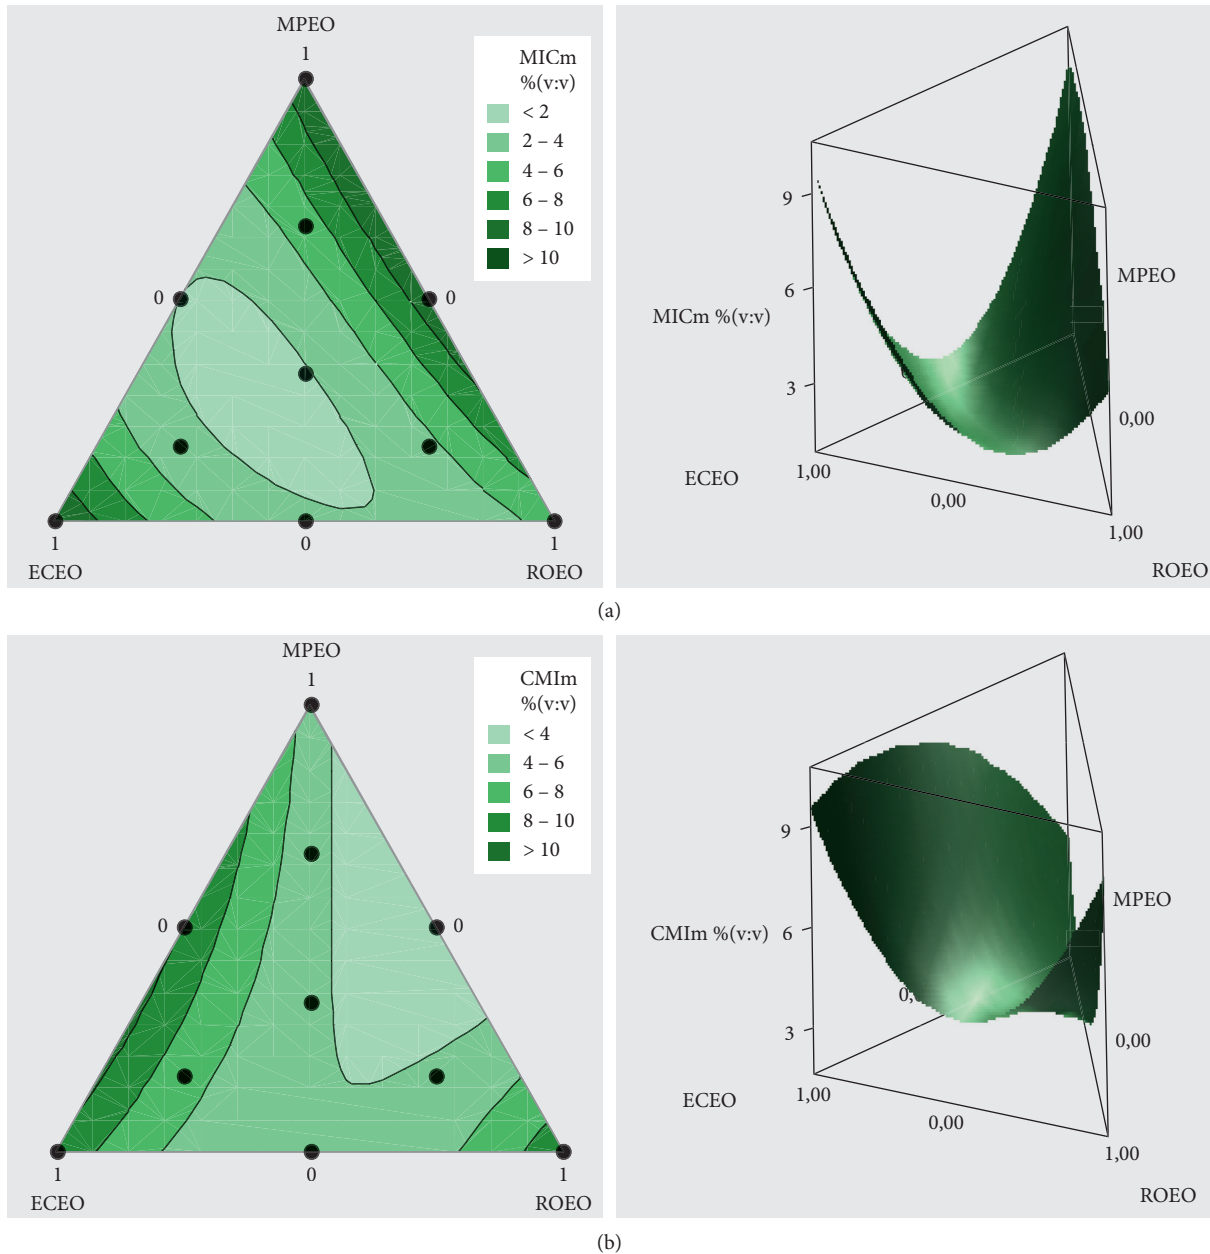 MPEO
1
MICm
%(v:v)
< 2
2 – 4
4 – 6
6 – 8
8 – 10
> 10
0
0
1
0
1
ECEO
ROEO
9
6
3
MICm %(v:v)
MPEO
0,00
1,00
0,00
1,00
ECEO
ROEO
(a)
MPEO
1
CMIm
%(v:v)
< 4
4 – 6
6 – 8
8 – 10
> 10
0
0
1
0
1
ECEO
ROEO
9
6
3
CMIm %(v:v)
0,
MPEO
0,00
1,00
0,00
1,00
ECEO
ROEO
(b)